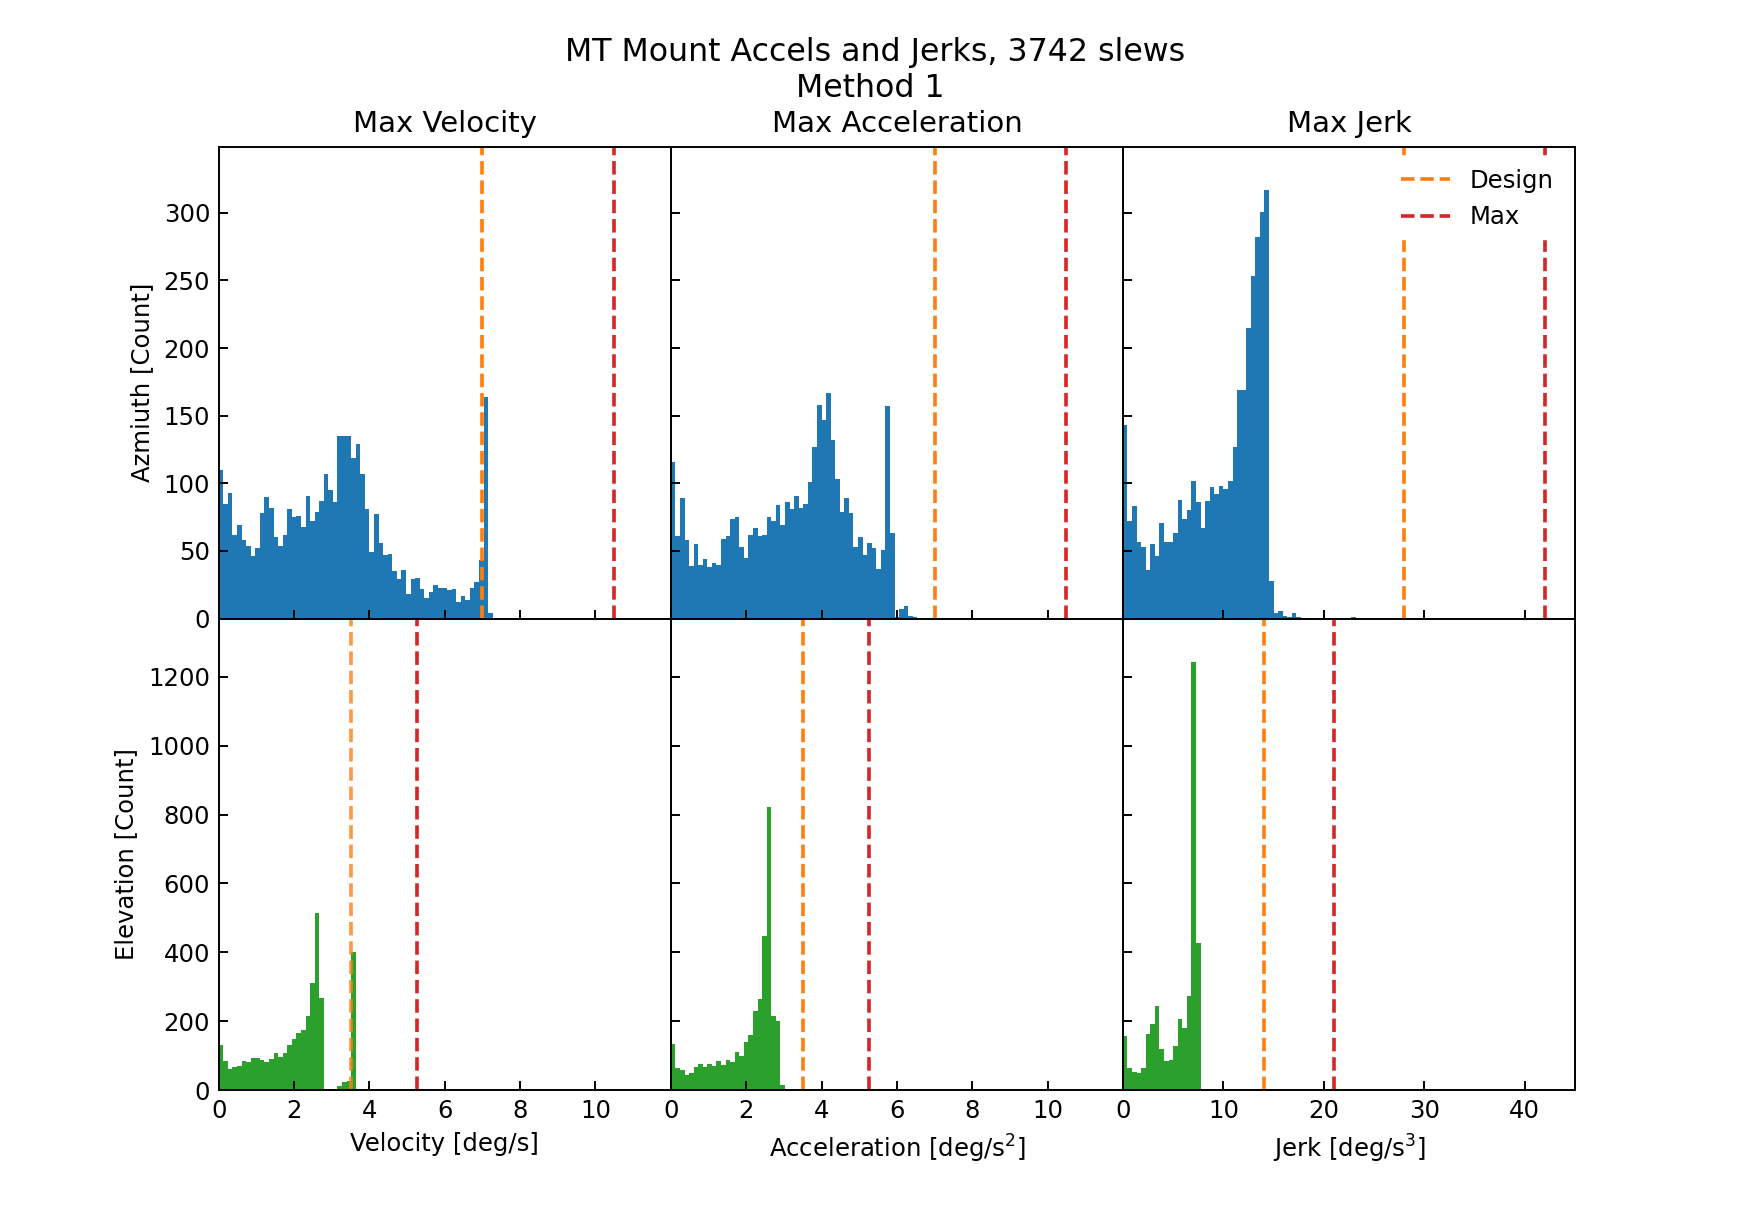 MT Mount Accels and Jerks, 3742 slews
Method 1
Max Velocity
Max Acceleration
Max Jerk
Design
Max
Azmiuth [Count]
300
250
200
150
100
50
0
Elevation [Count]
1200
1000
800
600
400
200
0
0 2 4 6 8 10
0 2 4 6 8 10
0 10 20 30 40
Velocity [deg/s]
Acceleration [deg/s²]
Jerk [deg/s³]